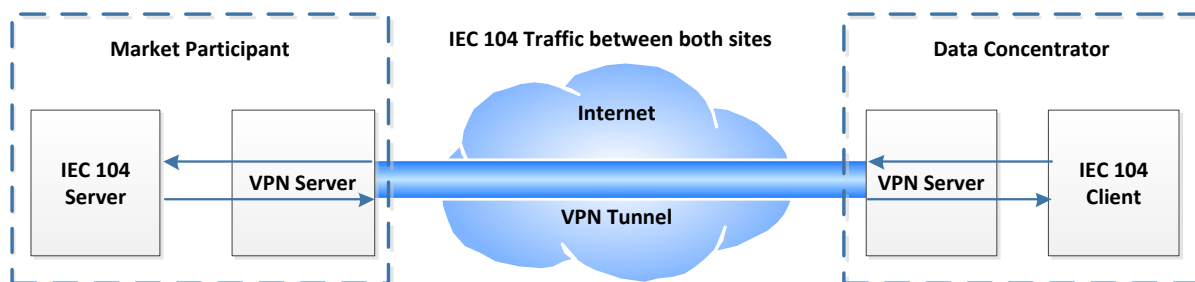 Market Participant
IEC 104 Traffic between both sites
Data Concentrator
Internet
IEC 104
Server
VPN Server
VPN Tunnel
VPN Server
IEC 104
Client